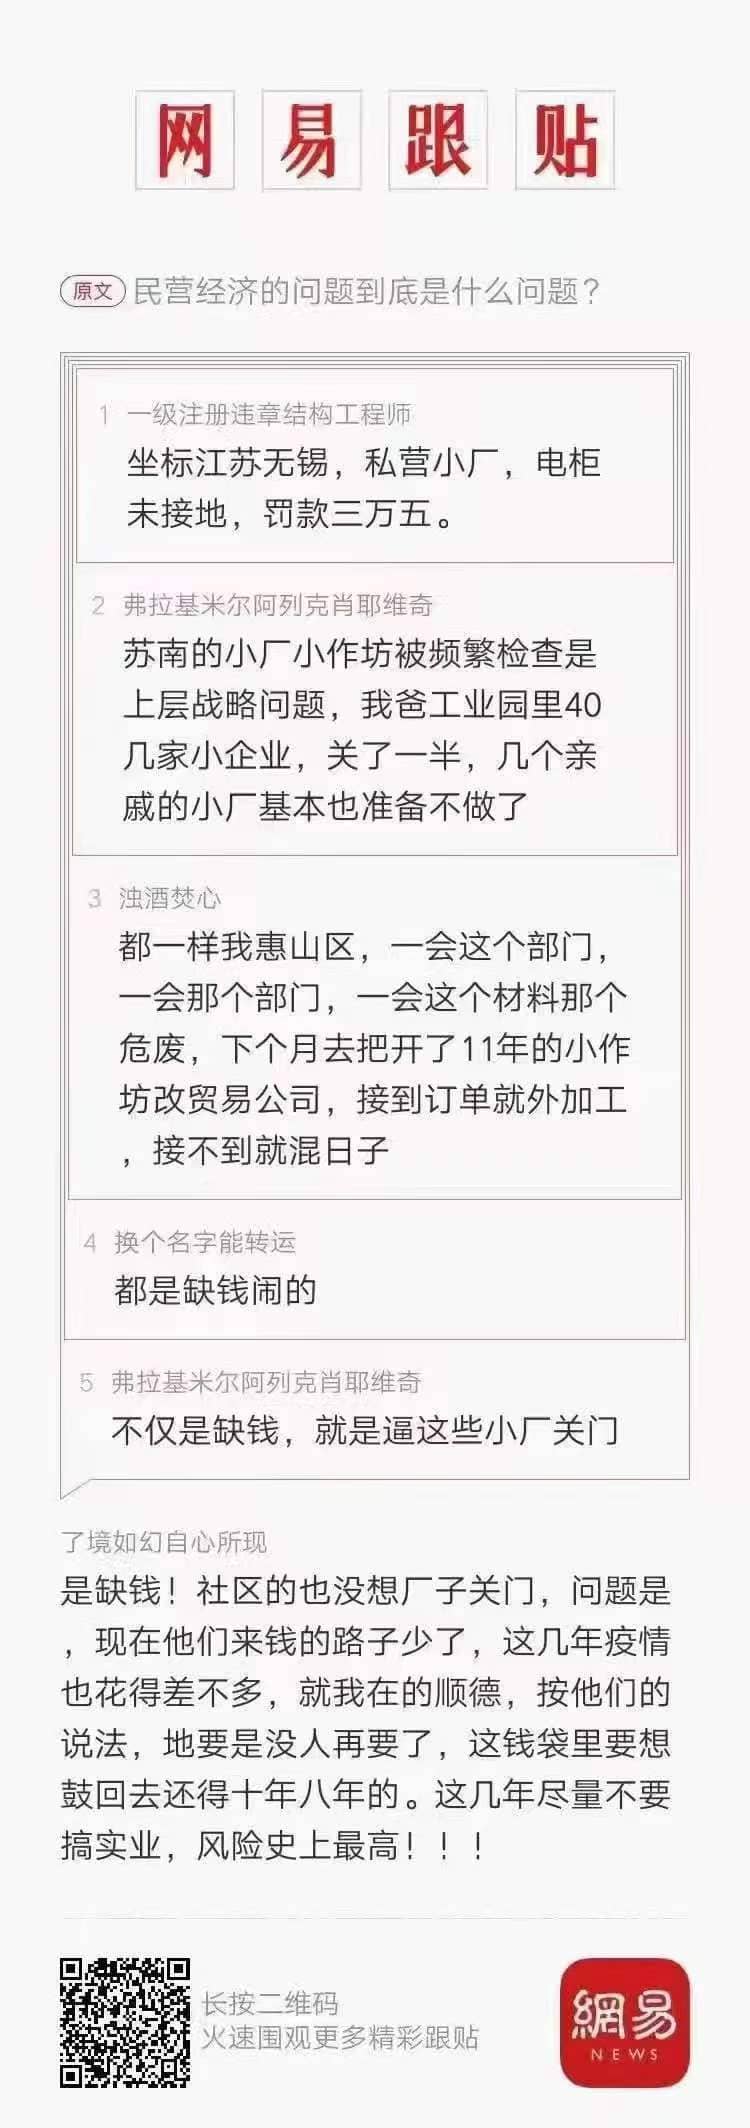 网易跟贴
原文 民营经济的问题到底是什么问题？
1 一级注册违章结构工程师
坐标江苏无锡，私营小厂，电柜
未接地，罚款三万五。
2 弗拉基米尔阿列克肖耶维奇
苏南的小厂小作坊被频繁检查是
上层战略问题，我爸工业园里40
几家小企业，关了一半，几个亲
戚的小厂基本也准备不做了
3 浊酒焚心
都一样我惠山区，一会这个部门，
一会那个部门，一会这个材料那个
危废，下个月去把开了11年的小作
坊改贸易公司，接到订单就外加工
，接不到就混日子
4 换个名字能转运
都是缺钱闹的
5 弗拉基米尔阿列克肖耶维奇
不仅是缺钱，就是逼这些小厂关门
了境如幻自心所现
是缺钱！社区的也没想厂子关门，问题是
，现在他们来钱的路子少了，这几年疫情
也花得差不多，就我在的顺德，按他们的
说法，地要是没人再要了，这钱袋里要想
鼓回去还得十年八年的。这几年尽量不要
搞实业，风险史上最高！！！
长按二维码
火速围观更多精彩跟贴
網易
NEWS